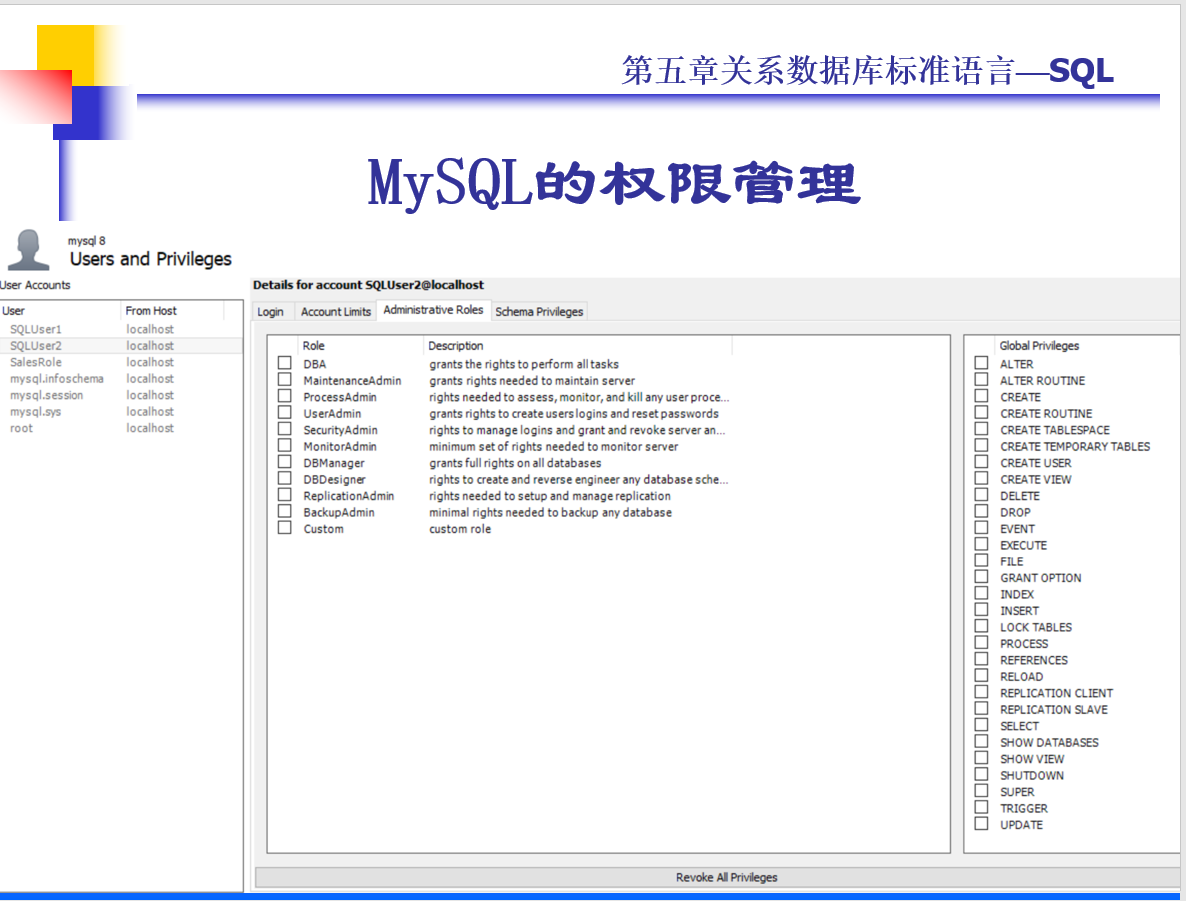 第五章关系数据库标准语言—SQL
MySQL的权限管理
mysql 8
Users and Privileges
User Accounts
Details for account SQLUser2@localhost
Login Account Limits Administrative Roles Schema Privileges
User From Host
SQLUser1 localhost
SQLUser2 localhost
SalesRole localhost
mysql.infoschema localhost
mysql.session localhost
mysql.sys localhost
root localhost
Role Description
DBA grants the rights to perform all tasks
MaintenanceAdmin grants rights needed to maintain server
ProcessAdmin rights needed to assess, monitor, and kill any user proce...
UserAdmin grants rights to create users logins and reset passwords
SecurityAdmin rights to manage logins and grant and revoke server an...
MonitorAdmin minimum set of rights needed to monitor server
DBManager grants full rights on all databases
DBDesigner rights to create and reverse engineer any database sche...
ReplicationAdmin rights needed to setup and manage replication
BackupAdmin minimal rights needed to backup any database
Custom custom role
Global Privileges
ALTER
ALTER ROUTINE
CREATE
CREATE ROUTINE
CREATE TABLESPACE
CREATE TEMPORARY TABLES
CREATE USER
CREATE VIEW
DELETE
DROP
EVENT
EXECUTE
FILE
GRANT OPTION
INDEX
INSERT
LOCK TABLES
PROCESS
REFERENCES
RELOAD
REPLICATION CLIENT
REPLICATION SLAVE
SELECT
SHOW DATABASES
SHOW VIEW
SHUTDOWN
SUPER
TRIGGER
UPDATE
Revoke All Privileges